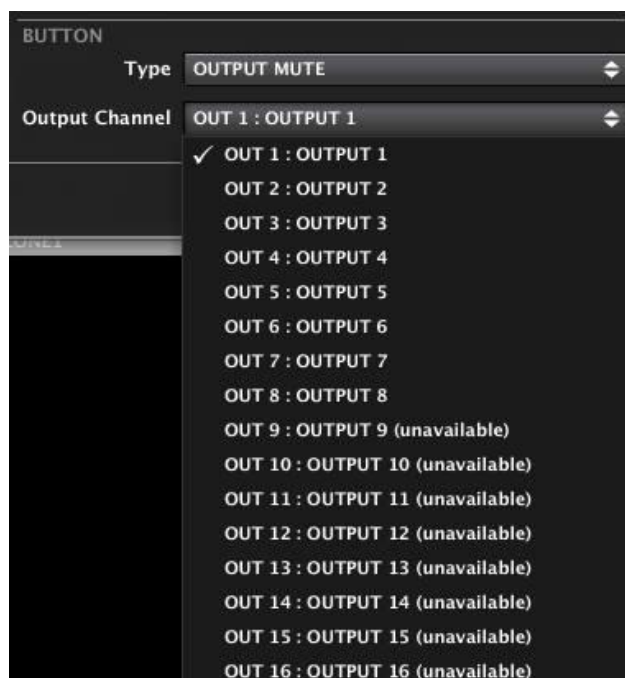 BUTTON
Type OUTPUT MUTE
Output Channel OUT 1 : OUTPUT 1
✓ OUT 1 : OUTPUT 1
OUT 2 : OUTPUT 2
OUT 3 : OUTPUT 3
OUT 4 : OUTPUT 4
OUT 5 : OUTPUT 5
OUT 6 : OUTPUT 6
OUT 7 : OUTPUT 7
OUT 8 : OUTPUT 8
OUT 9 : OUTPUT 9 (unavailable)
OUT 10 : OUTPUT 10 (unavailable)
OUT 11 : OUTPUT 11 (unavailable)
OUT 12 : OUTPUT 12 (unavailable)
OUT 13 : OUTPUT 13 (unavailable)
OUT 14 : OUTPUT 14 (unavailable)
OUT 15 : OUTPUT 15 (unavailable)
OUT 16 : OUTPUT 16 (unavailable)